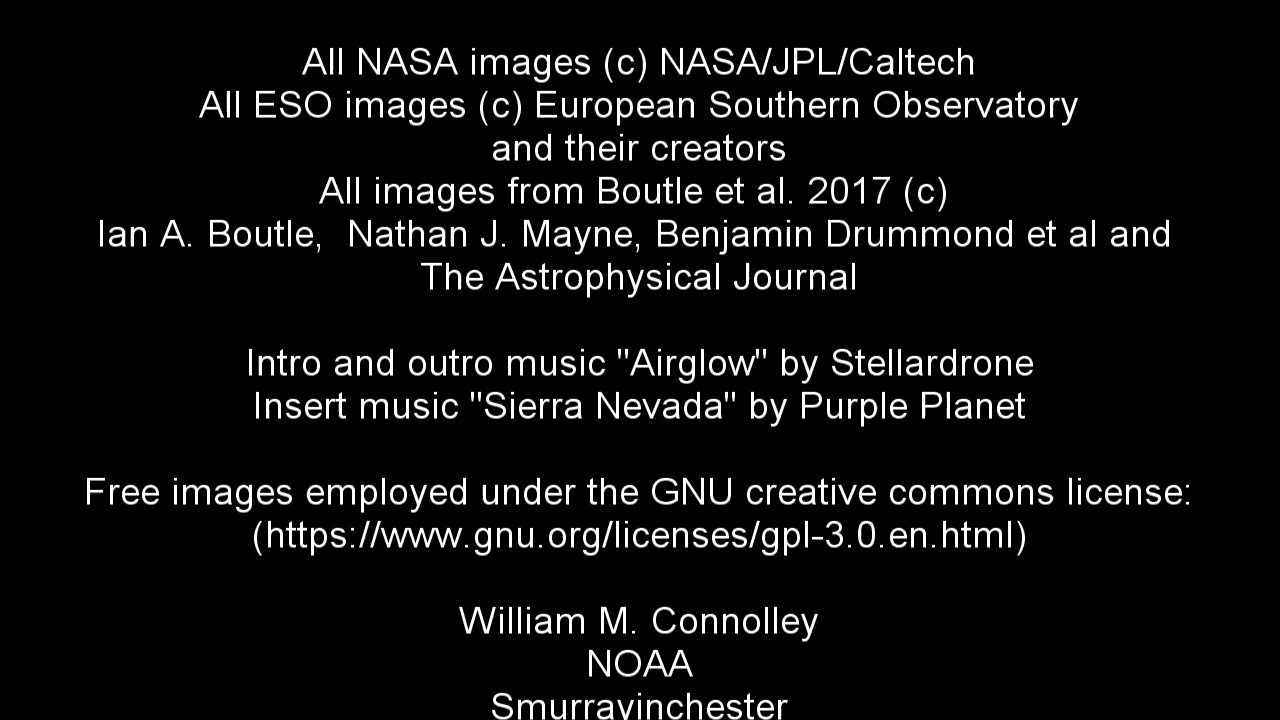 All NASA images (c) NASA/JPL/Caltech
All ESO images (c) European Southern Observatory
and their creators
All images from Boutle et al. 2017 (c)
Ian A. Boutle,  Nathan J. Mayne, Benjamin Drummond et al and
The Astrophysical Journal
Intro and outro music "Airglow" by Stellardrone
Insert music "Sierra Nevada" by Purple Planet
Free images employed under the GNU creative commons license:
(https://www.gnu.org/licenses/gpl-3.0.en.html)
William M. Connolley
NOAA
Smurrayinchester